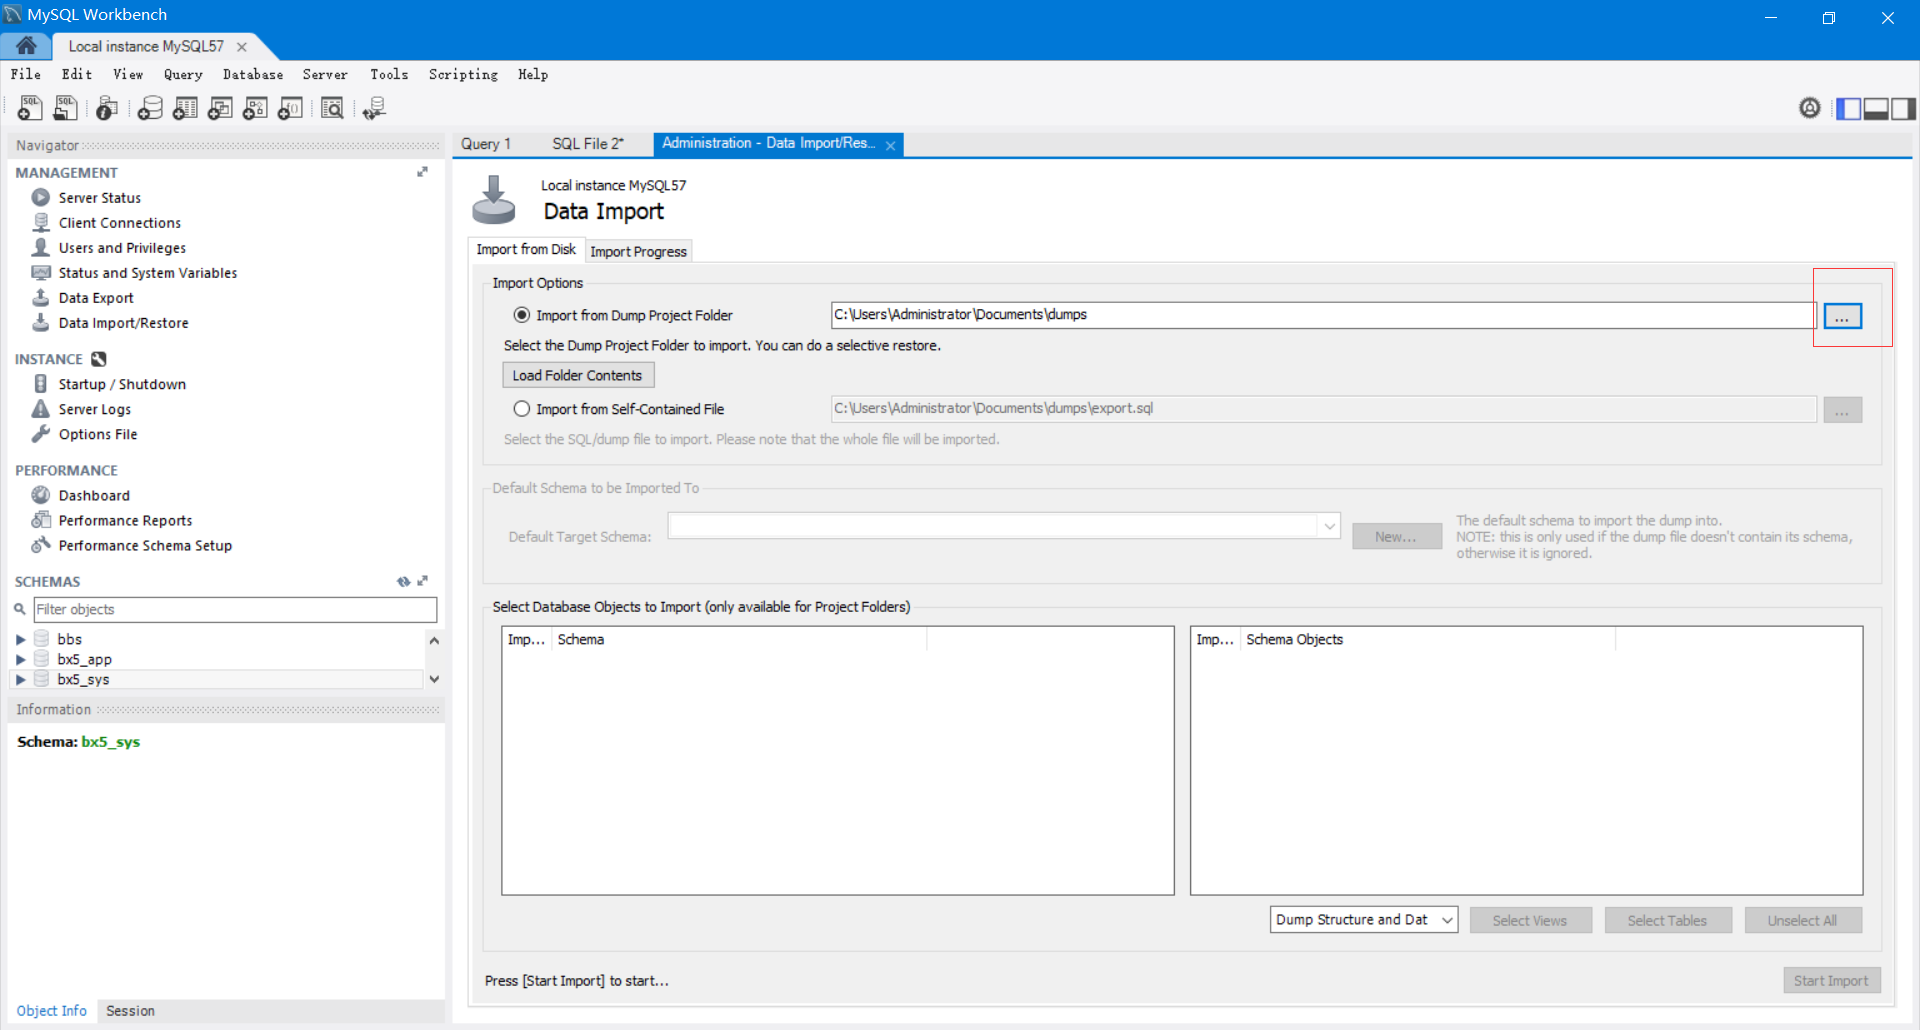 MySQL Workbench
Local instance MySQL57
File Edit View Query Database Server Tools Scripting Help
Navigator
MANAGEMENT
Server Status
Client Connections
Users and Privileges
Status and System Variables
Data Export
Data Import/Restore
INSTANCE
Startup / Shutdown
Server Logs
Options File
PERFORMANCE
Dashboard
Performance Reports
Performance Schema Setup
SCHEMAS
Filter objects
bbs
bx5_app
bx5_sys
Information
Schema: bx5_sys
Object Info Session
Query 1 SQL File 2* Administration - Data Import/Res...
Local instance MySQL57
Data Import
Import from Disk Import Progress
Import Options
Import from Dump Project Folder C:\Users\Administrator\Documents\dumps ...
Select the Dump Project Folder to import. You can do a selective restore.
Load Folder Contents
Import from Self-Contained File C:\Users\Administrator\Documents\dumps\export.sql ...
Select the SQL/dump file to import. Please note that the whole file will be imported.
Default Schema to be Imported To
Default Target Schema: New...
The default schema to import the dump into.
NOTE: this is only used if the dump file doesn't contain its schema,
otherwise it is ignored.
Select Database Objects to Import (only available for Project Folders)
Imp... Schema
Imp... Schema Objects
Dump Structure and Dat Select Views Select Tables Unselect All
Press [Start Import] to start...
Start Import